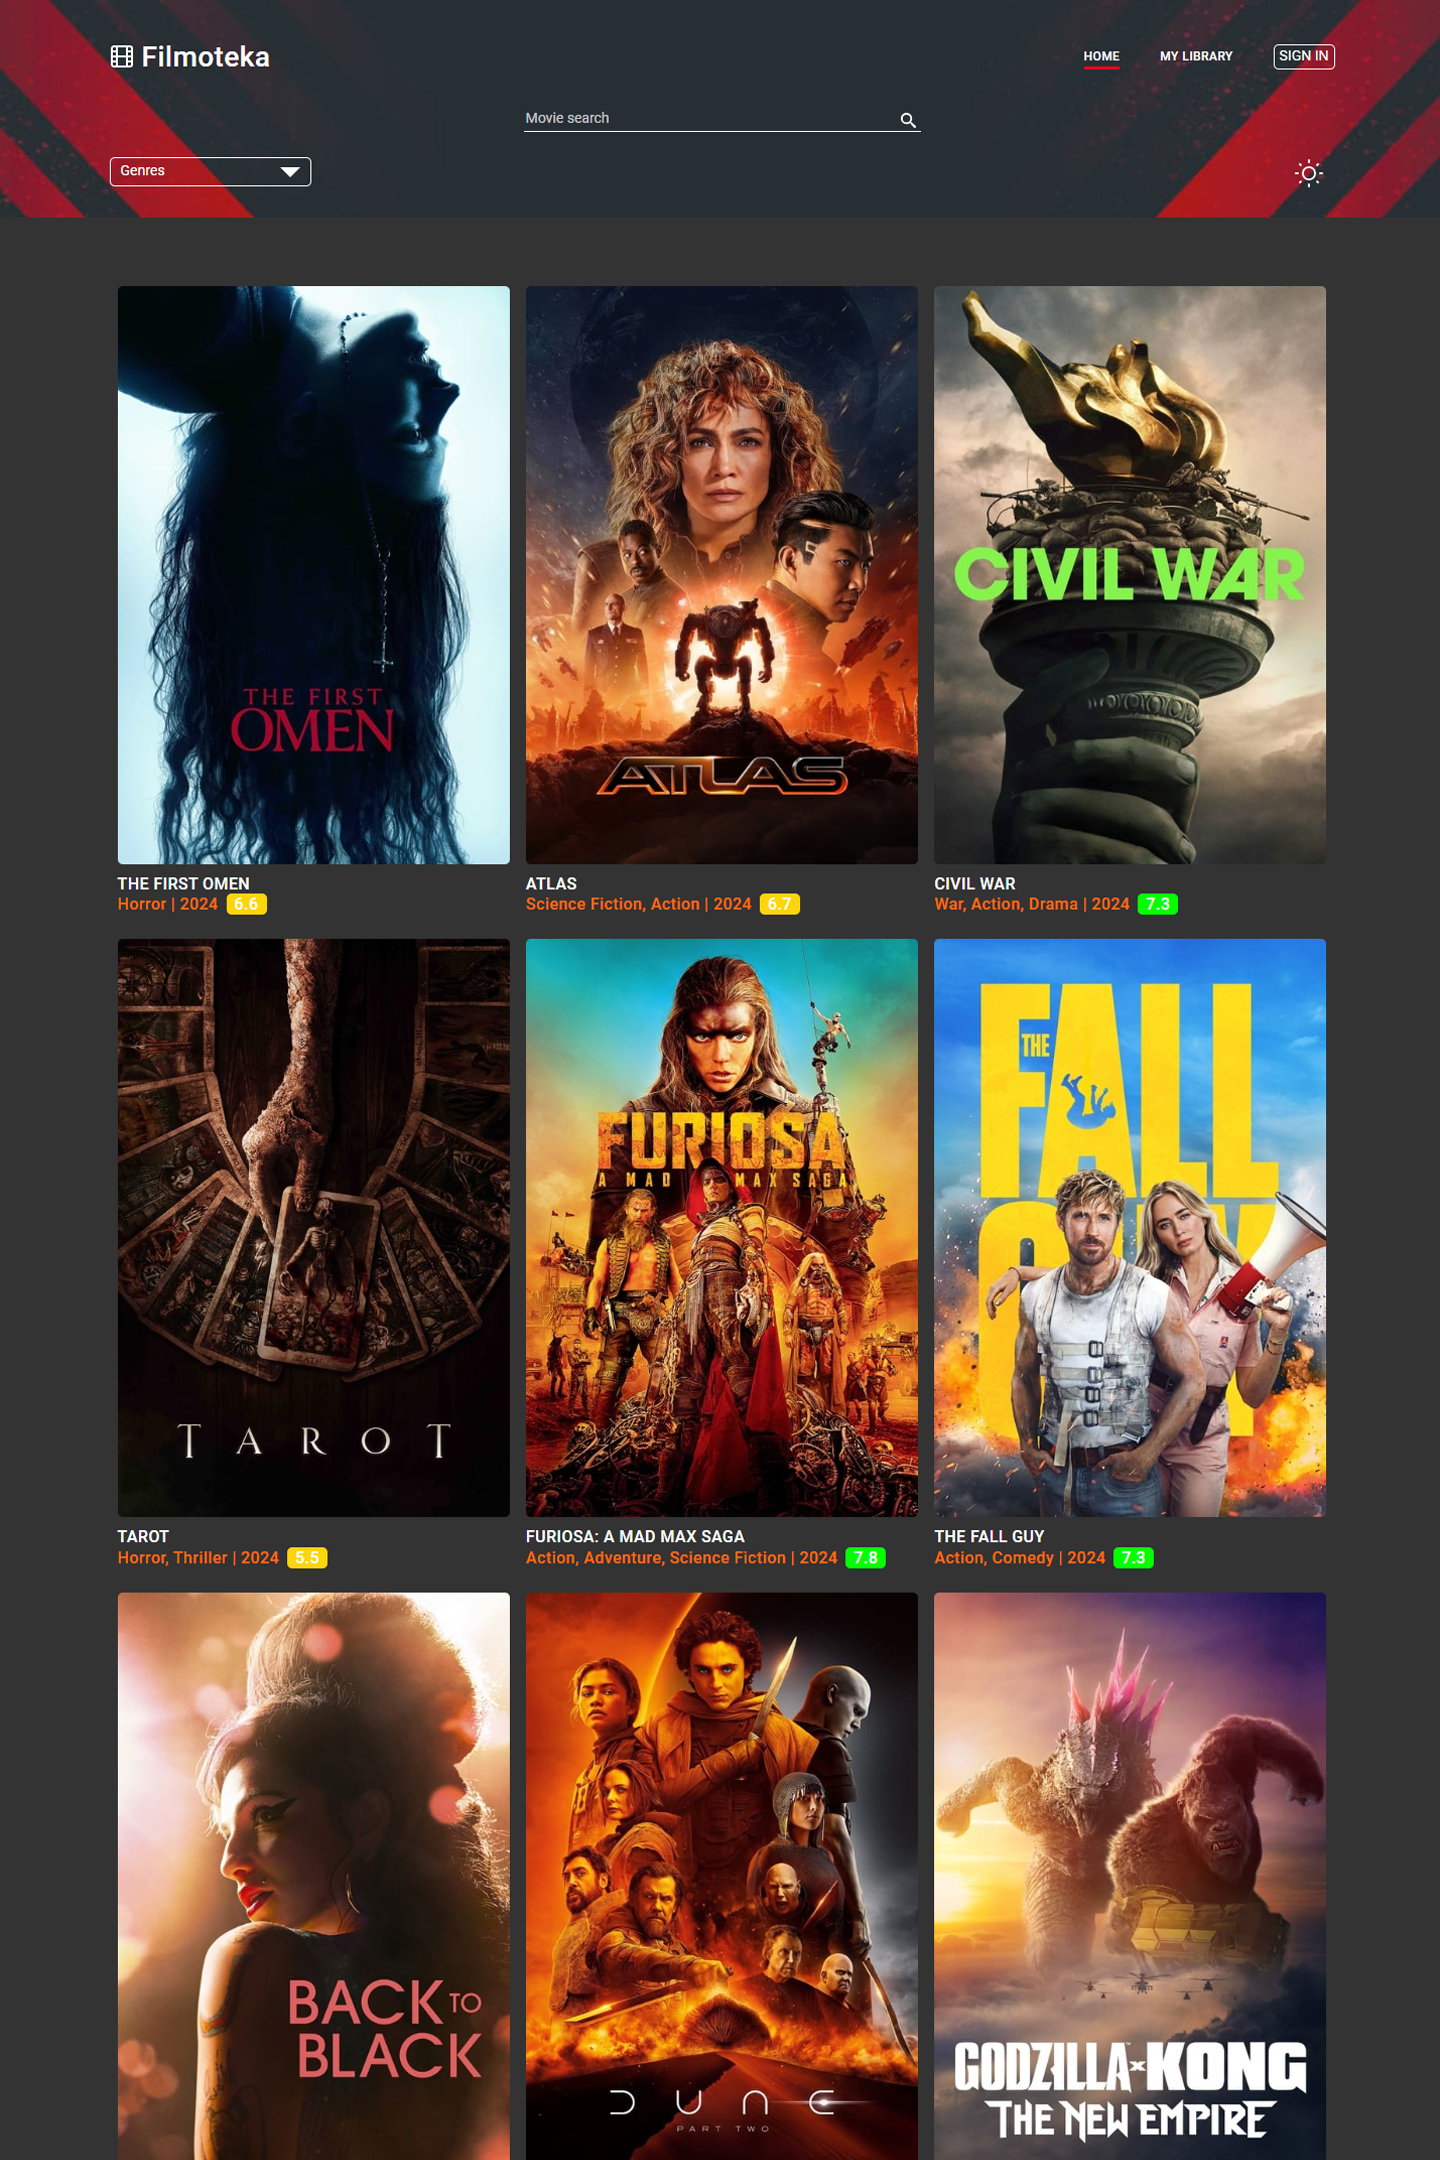 Filmoteka
HOME
MY LIBRARY
SIGN IN
Movie search
Genres
THE FIRST
OMEN
ATLAS
CIVIL WAR
THE FIRST OMEN
Horror | 2024 6.6
ATLAS
Science Fiction, Action | 2024 6.7
CIVIL WAR
War, Action, Drama | 2024 7.3
TAROT
FURIOSA
A MAD MAX SAGA
THE
FALL
GUY
TAROT
Horror, Thriller | 2024 5.5
FURIOSA: A MAD MAX SAGA
Action, Adventure, Science Fiction | 2024 7.8
THE FALL GUY
Action, Comedy | 2024 7.3
BACK TO
BLACK
DUNE
PART TWO
GODZILLA x KONG
THE NEW EMPIRE